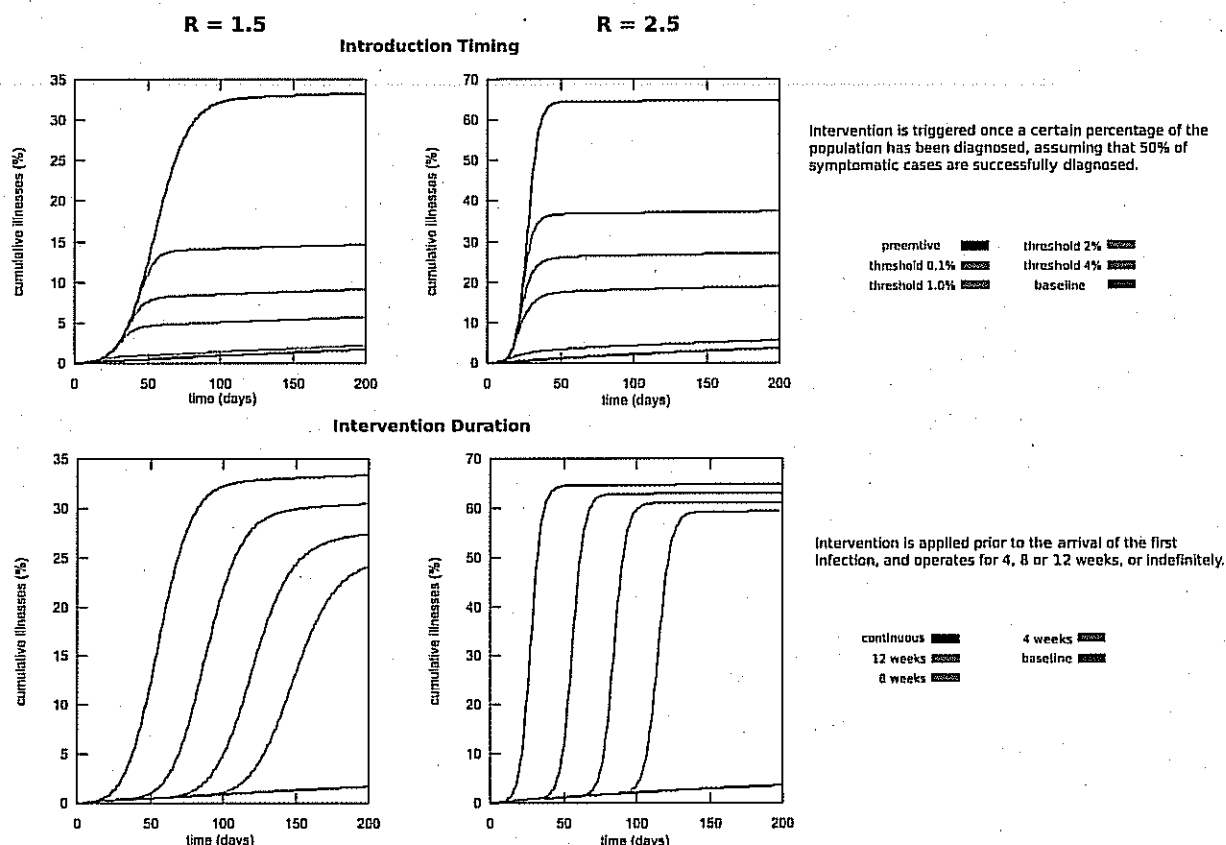 R = 1.5
R = 2.5
Introduction Timing
35
30
25
20
15
10
5
0
cumulative illnesses (%)
0
50
100
150
200
time (days)
70
60
50
40
30
20
10
0
cumulative illnesses (%)
0
50
100
150
200
time (days)
Intervention is triggered once a certain percentage of the
population has been diagnosed, assuming that 50% of
symptomatic cases are successfully diagnosed.
preemtive
threshold 2%
threshold 0.1%
threshold 4%
threshold 1.0%
baseline
Intervention Duration
35
30
25
20
15
10
5
0
cumulative illnesses (%)
0
50
100
150
200
time (days)
70
60
50
40
30
20
10
0
cumulative illnesses (%)
0
50
100
150
200
time (days)
Intervention is applied prior to the arrival of the first
infection, and operates for 4, 8 or 12 weeks, or indefinitely.
continuous
4 weeks
12 weeks
baseline
8 weeks